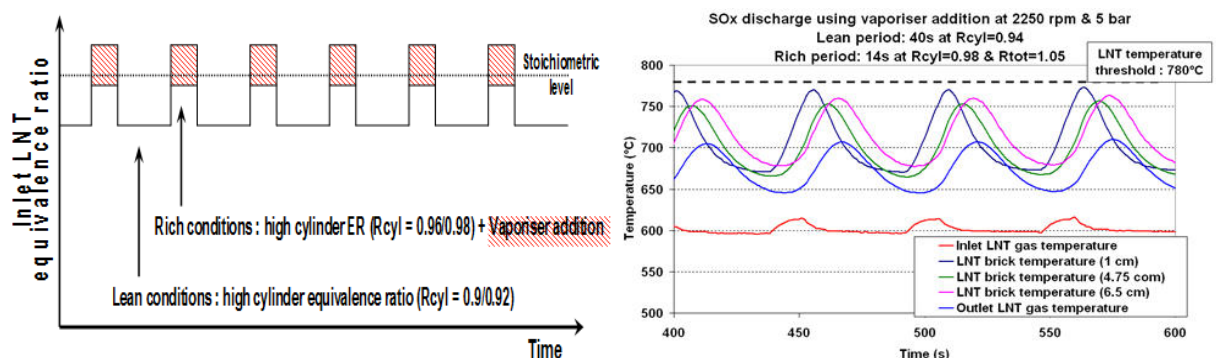 Inlet LNT
equivalence ratio
Stoichiometric
level
Rich conditions : high cylinder ER (Rcyl = 0.96/0.98) + Vaporiser addition
Lean conditions : high cylinder equivalence ratio (Rcyl = 0.9/0.92)
Time
SOx discharge using vaporiser addition at 2250 rpm & 5 bar
Lean period: 40s at Rcyl=0.94
Rich period: 14s at Rcyl=0.98 & Rtot=1.05
LNT temperature
threshold : 780°C
Temperature (°C)
800
750
700
650
600
550
500
Inlet LNT gas temperature
LNT brick temperature (1 cm)
LNT brick temperature (4.75 com)
LNT brick temperature (6.5 cm)
Outlet LNT gas temperature
400
450
500
550
600
Time (s)